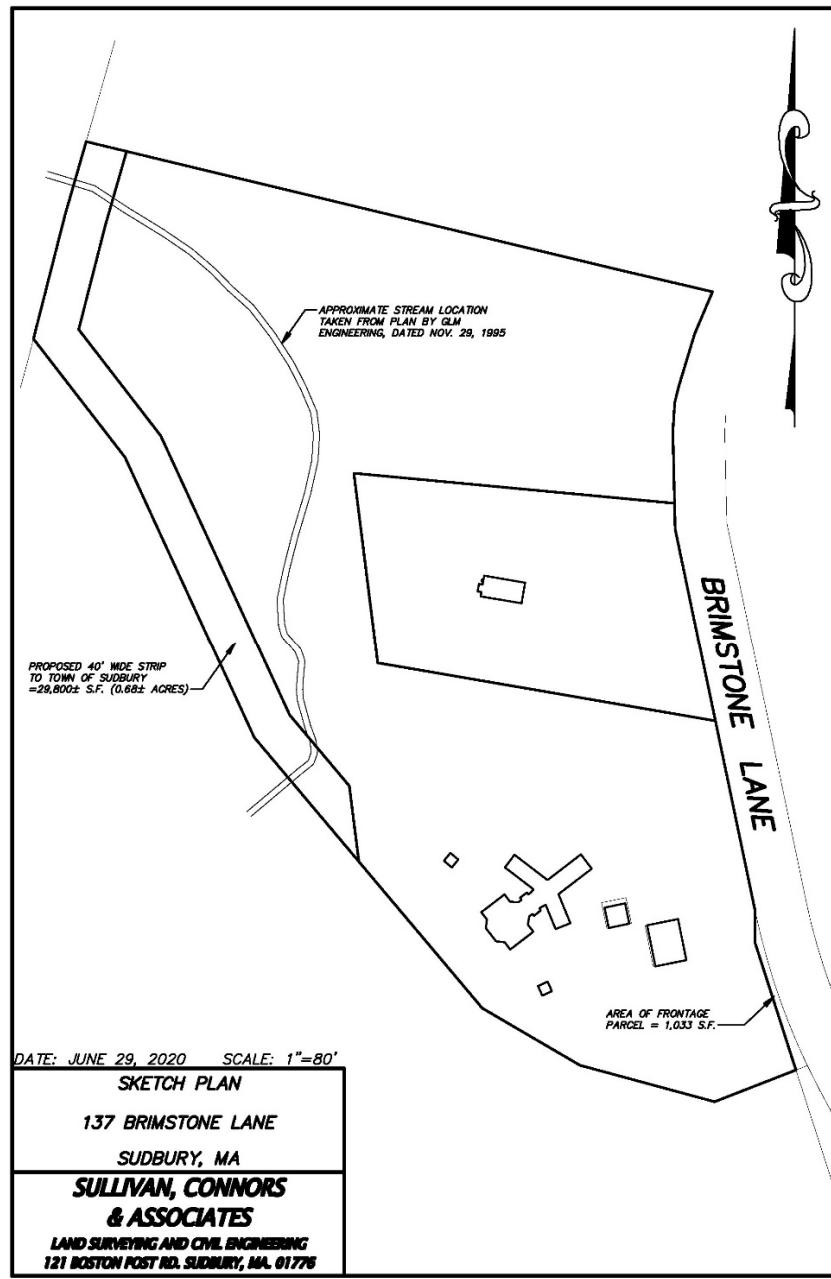 APPROXIMATE STREAM LOCATION
TAKEN FROM PLAN BY GLM
ENGINEERING, DATED NOV. 29, 1995
BRIMSTONE LANE
PROPOSED 40' WIDE STRIP
TO TOWN OF SUDBURY
=29,800± S.F. (0.68± ACRES)
AREA OF FRONTAGE
PARCEL = 1,033 S.F.
DATE: JUNE 29, 2020 SCALE: 1"=80'
SKETCH PLAN
137 BRIMSTONE LANE
SUDBURY, MA
SULLIVAN, CONNORS
& ASSOCIATES
LAND SURVEYING AND CIVIL ENGINEERING
121 BOSTON POST RD. SUDBURY, MA. 01776